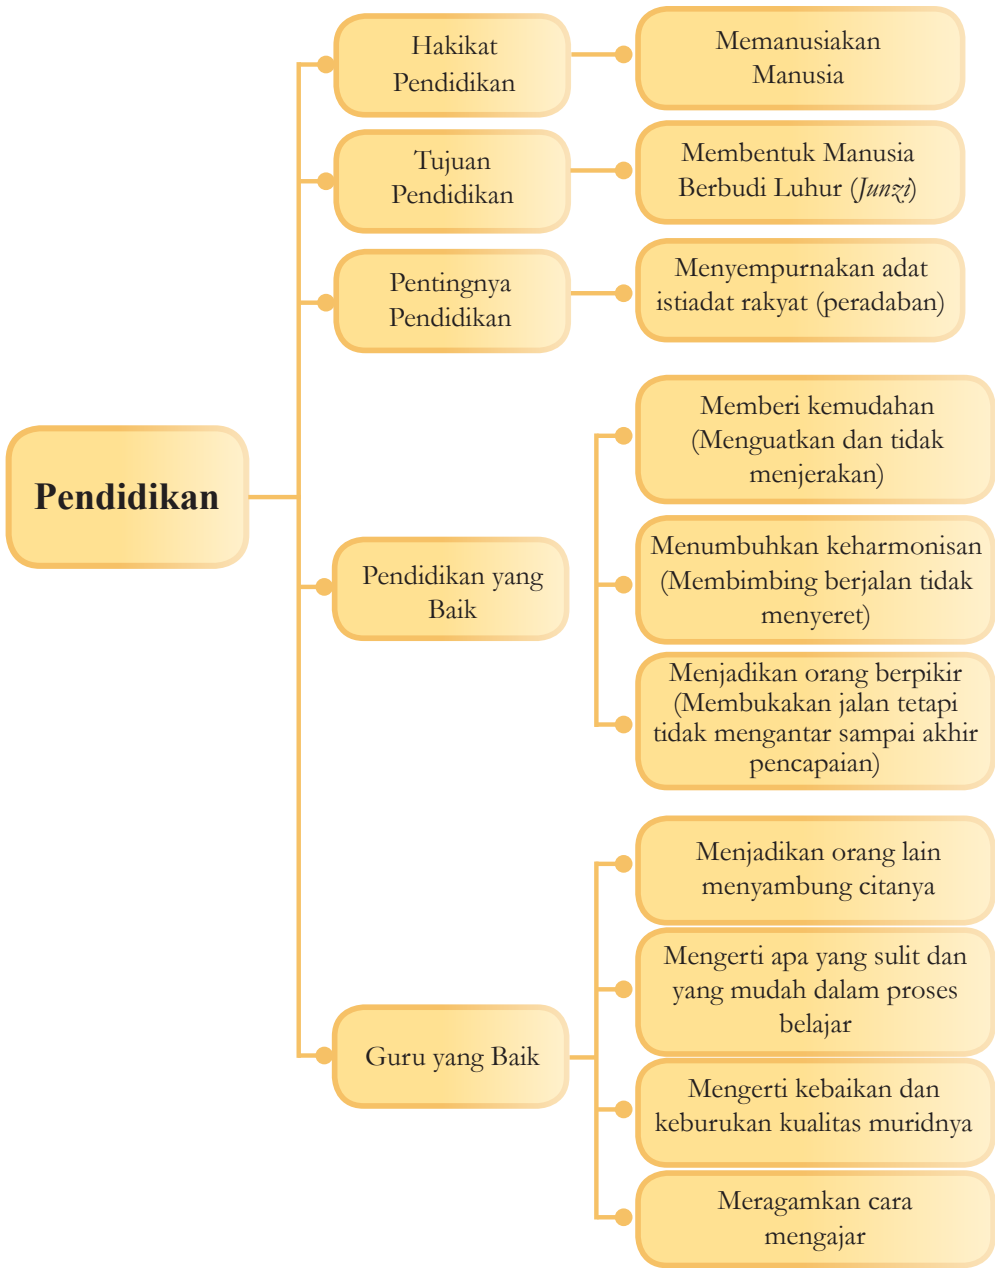 Pendidikan
Hakikat
Pendidikan
Memanusiakan
Manusia
Tujuan
Pendidikan
Membentuk Manusia
Berbudi Luhur (Junzi)
Pentingnya
Pendidikan
Menyempurnakan adat
istiadat rakyat (peradaban)
Pendidikan yang
Baik
Memberi kemudahan
(Menguatkan dan tidak
menjerakan)
Menumbuhkan keharmonisan
(Membimbing berjalan tidak
menyeret)
Menjadikan orang berpikir
(Membukakan jalan tetapi
tidak mengantar sampai akhir
pencapaian)
Guru yang Baik
Menjadikan orang lain
menyambung citanya
Mengerti apa yang sulit dan
yang mudah dalam proses
belajar
Mengerti kebaikan dan
keburukan kualitas muridnya
Meragamkan cara
mengajar